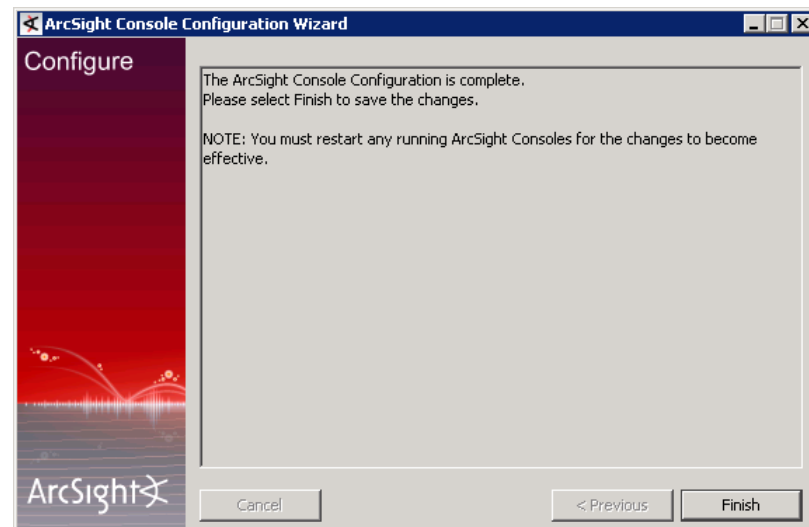 ArcSight Console Configuration Wizard
Configure
The ArcSight Console Configuration is complete.
Please select Finish to save the changes.
NOTE: You must restart any running ArcSight Consoles for the changes to become
effective.
ArcSight
Cancel
< Previous
Finish